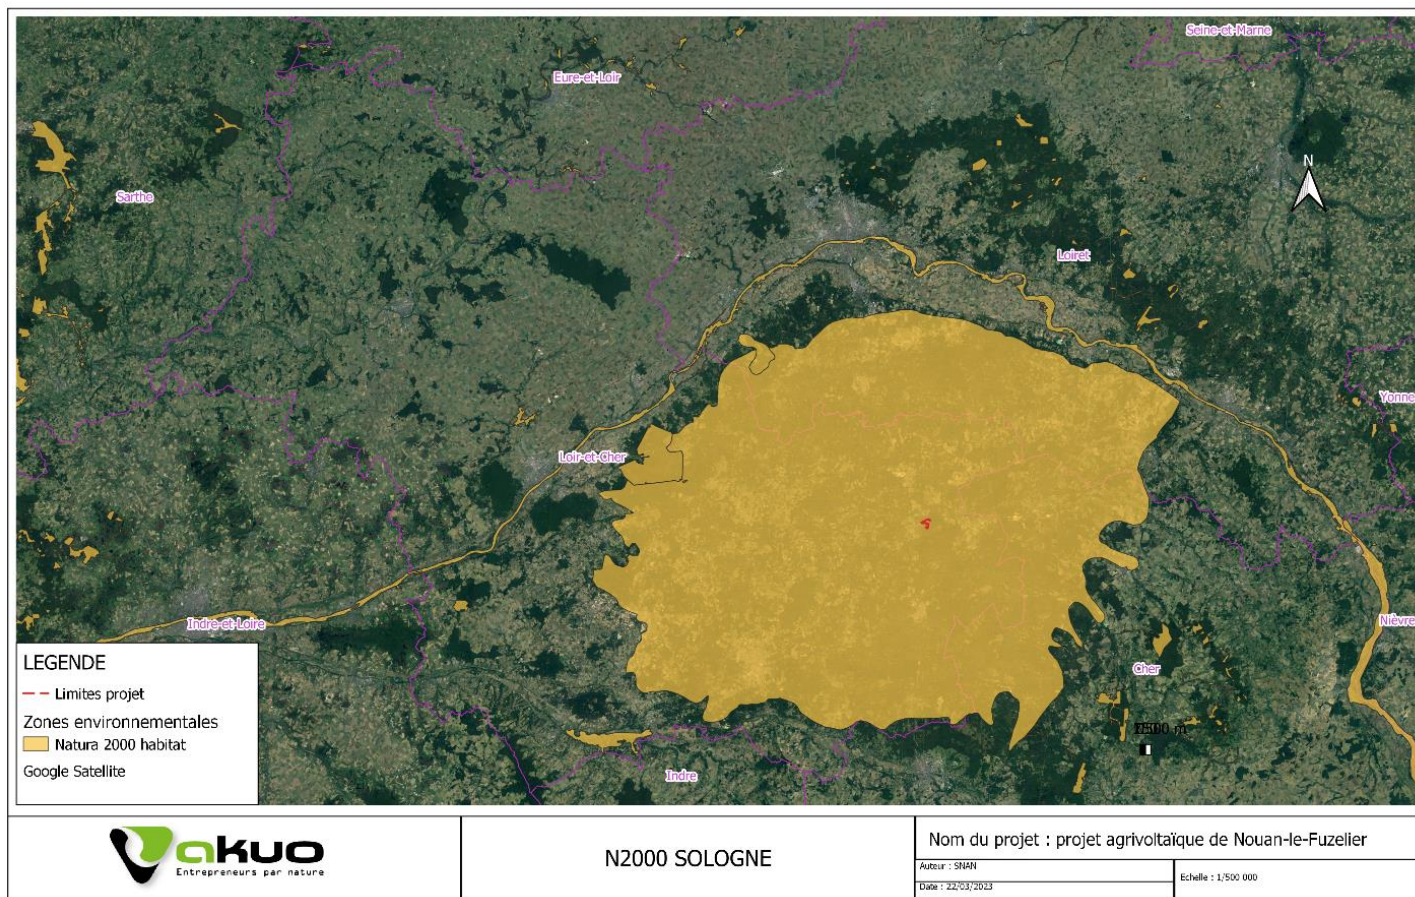 Seine-et-Marne
Eure-et-Loir
N
Sarthe
Loiret
Yonne
Loir-et-Cher
Indre-et-Loire
Nièvre
Cher
Indre
LEGENDE
Limites projet
Zones environnementales
Natura 2000 habitat
Google Satellite
akuo
Entrepreneurs par nature
N2000 SOLOGNE
Nom du projet : projet agrivoltaïque de Nouan-le-Fuzelier
Auteur : SNAN
Date : 22/03/2023
Echelle : 1/500 000